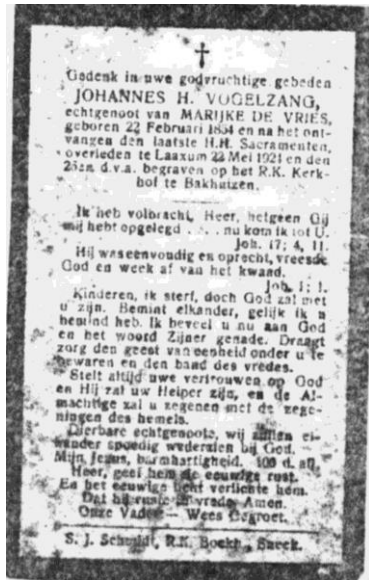 Gedenk in uwe godvruchtige gebeden
JOHANNES H. VOGELZANG,
echtgenoot van MARIJKE DE VRIES,
geboren 22 Februari 1834 en na het ont-
vangen den laatste H.H. Sacramenten,
overleden te Laaxum 22 Mei 1921 en den
25en d.v.a. begraven op het R.K. Kerk-
hof te Bakhuizen.
Ik heb volbracht, Heer, hetgeen Gij
mij hebt opgelegd .... nu kom ik tot U.
Joh. 17; 4, 11.
Hij was eenvoudig en oprecht, vreesde
God en week af van het kwaad.
Job. 1; 1.
Kinderen, ik sterf, doch God zal met
u zijn. Bemint elkander, gelijk ik u
bemind heb. Ik beveel u nu aan God
en het woord Zijner genade. Draagt
zorg den geest van eenheid onder u te
bewaren en den band des vredes.
Stelt altijd uwe vertrouwen op God
en Hij zal uw Helper zijn, en de Al-
machtige zal u zegenen met de zege-
ningen des hemels.
Dierbare echtgenoote, wij zullen el-
kander spoedig wederzien bij God.
Mijn Jesus, barmhartigheid. 100 d. afl.
Heer, geef hem de eeuwige rust.
En het eeuwige licht verlichte hem.
Dat hij ruste in vrede. Amen.
Onze Vader — Wees Gegroet.
S. J. Schmidt, R.K. Boekh., Sneek.